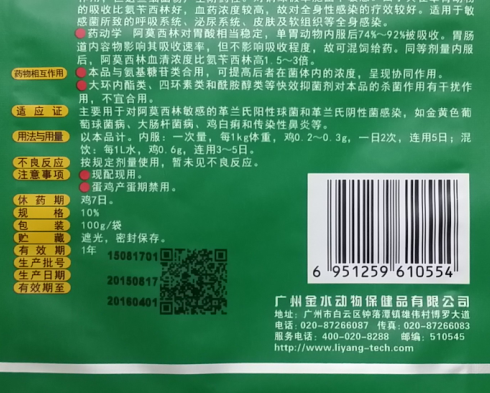 的吸收比氨苄西林好,血药浓度较高,故对全身性感染的疗效较好。适用于敏
感菌所致的呼吸系统、泌尿系统、皮肤及软组织等全身感染。
药动学 阿莫西林对胃酸相当稳定,单胃动物内服后74~92%被吸收。胃肠
道内容物影响其吸收速率,但不影响吸收程度,故可混饲给药。同等剂量内服
后,阿莫西林血清浓度比氨苄西林高1.5~3倍。
药物相互作用 本品与氨基糖苷类合用,可提高后者在菌体内的浓度,呈现协同作用。
大环内酯类、四环素类和酰胺醇类等快效抑菌剂对本品的杀菌作用有干扰作
用,不宜合用。
适应证 主要用于对阿莫西林敏感的革兰氏阳性球菌和革兰氏阴性菌感染,如金黄色葡
萄球菌病、大肠杆菌病、鸡白痢和传染性鼻炎等。
用法与用量 以本品计。内服:一次量,每1kg体重,鸡0.2~0.3g,一日2次,连用5日;混
饮:每1L水,鸡0.6g,连用3~5日。
不良反应 按规定剂量使用,暂未见不良反应。
注意事项 现配现用。
蛋鸡产蛋期禁用。
休药期 鸡7日。
规格 10%
包装 100g/袋
贮藏 遮光,密封保存。
有效期 1年
生产批号 15081701
生产日期 20150817
有效期至 20160401
6 951259 610554
广州金水动物保健品有限公司
地址:广州市白云区钟落潭镇雄伟村博罗大道
电话:020-87266087 传真:020-87266083
服务电话:400-020-8288 邮编:510545
http://www.liyang-tech.com